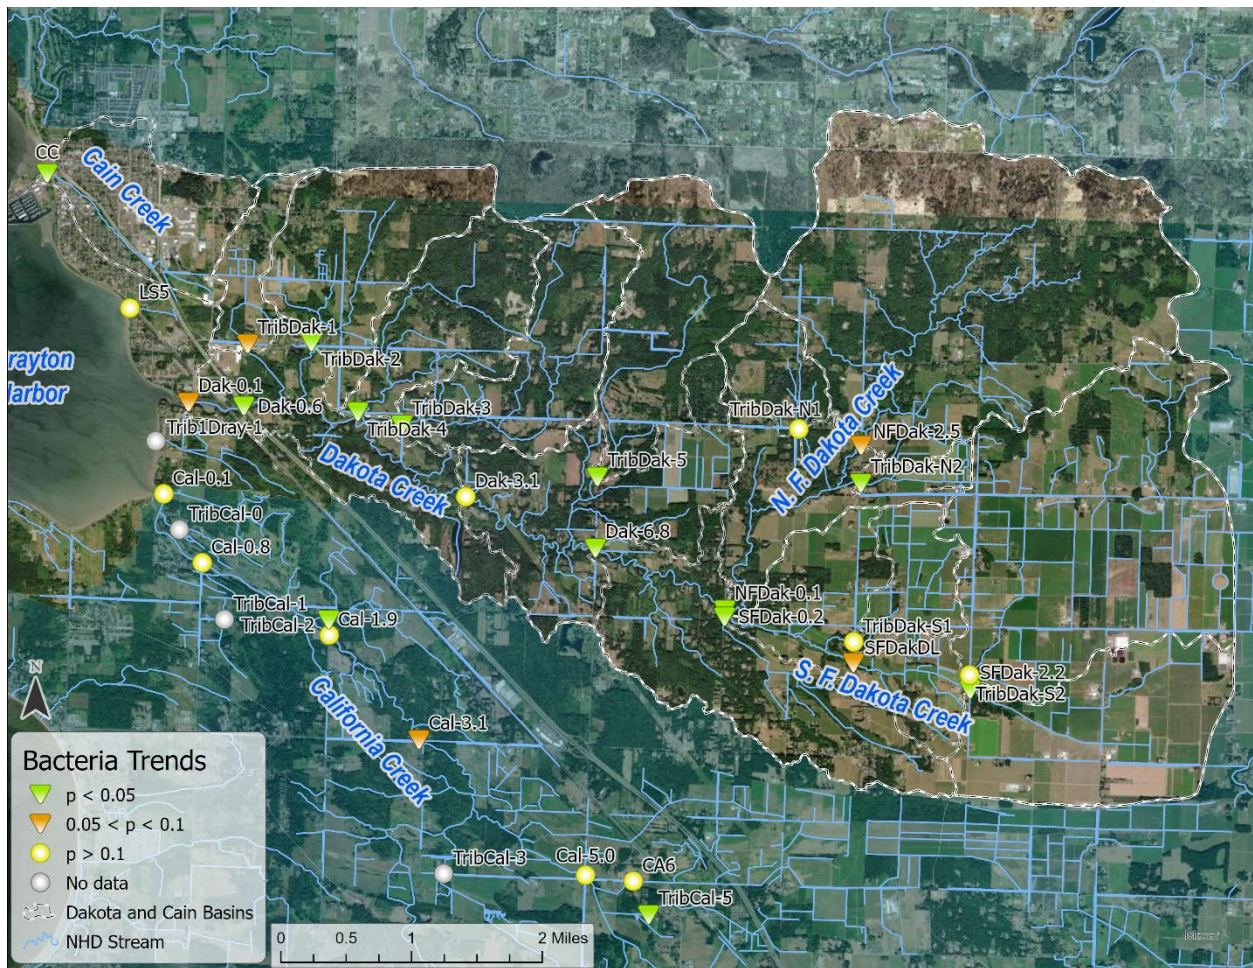 CC
Cain Creek
LS5
TribDak-1
TribDak-2
rayton
Harbor
Dak-0.1
Dak-0.6
TribDak-3
TribDak-4
Trib1Dray-1
TribDak-N1
N. F. Dakota Creek
NFDak-2.5
TribDak-N2
TribDak-5
Dakota Creek
Dak-3.1
Cal-0.1
TribCal-0
Cal-0.8
Dak-6.8
TribCal-1
TribCal-2
Cal-1.9
NFDak-0.1
SFDak-0.2
TribDak-S1
SFDakDL
S. F. Dakota Creek
SFDak-2.2
TribDak-S2
N
California Creek
Cal-3.1
TribCal-3
Cal-5.0
CA6
TribCal-5
Bacteria Trends
p < 0.05
0.05 < p < 0.1
p > 0.1
No data
Dakota and Cain Basins
NHD Stream
0 0.5 1 2 Miles
Maxar